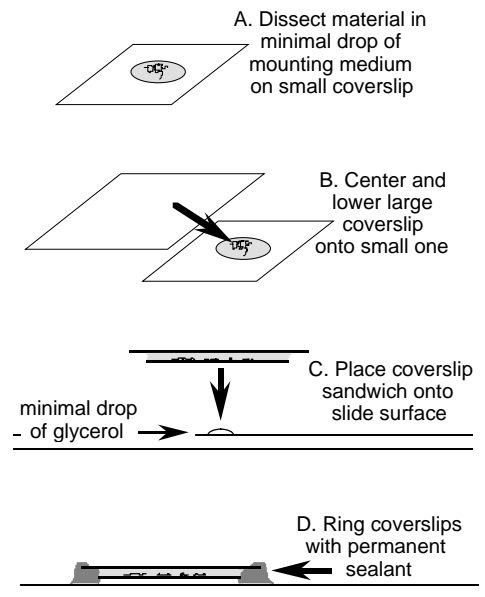 A. Dissect material in
minimal drop of
mounting medium
on small coverslip
B. Center and
lower large
coverslip
onto small one
C. Place coverslip
sandwich onto
slide surface
minimal drop
of glycerol
D. Ring coverslips
with permanent
sealant